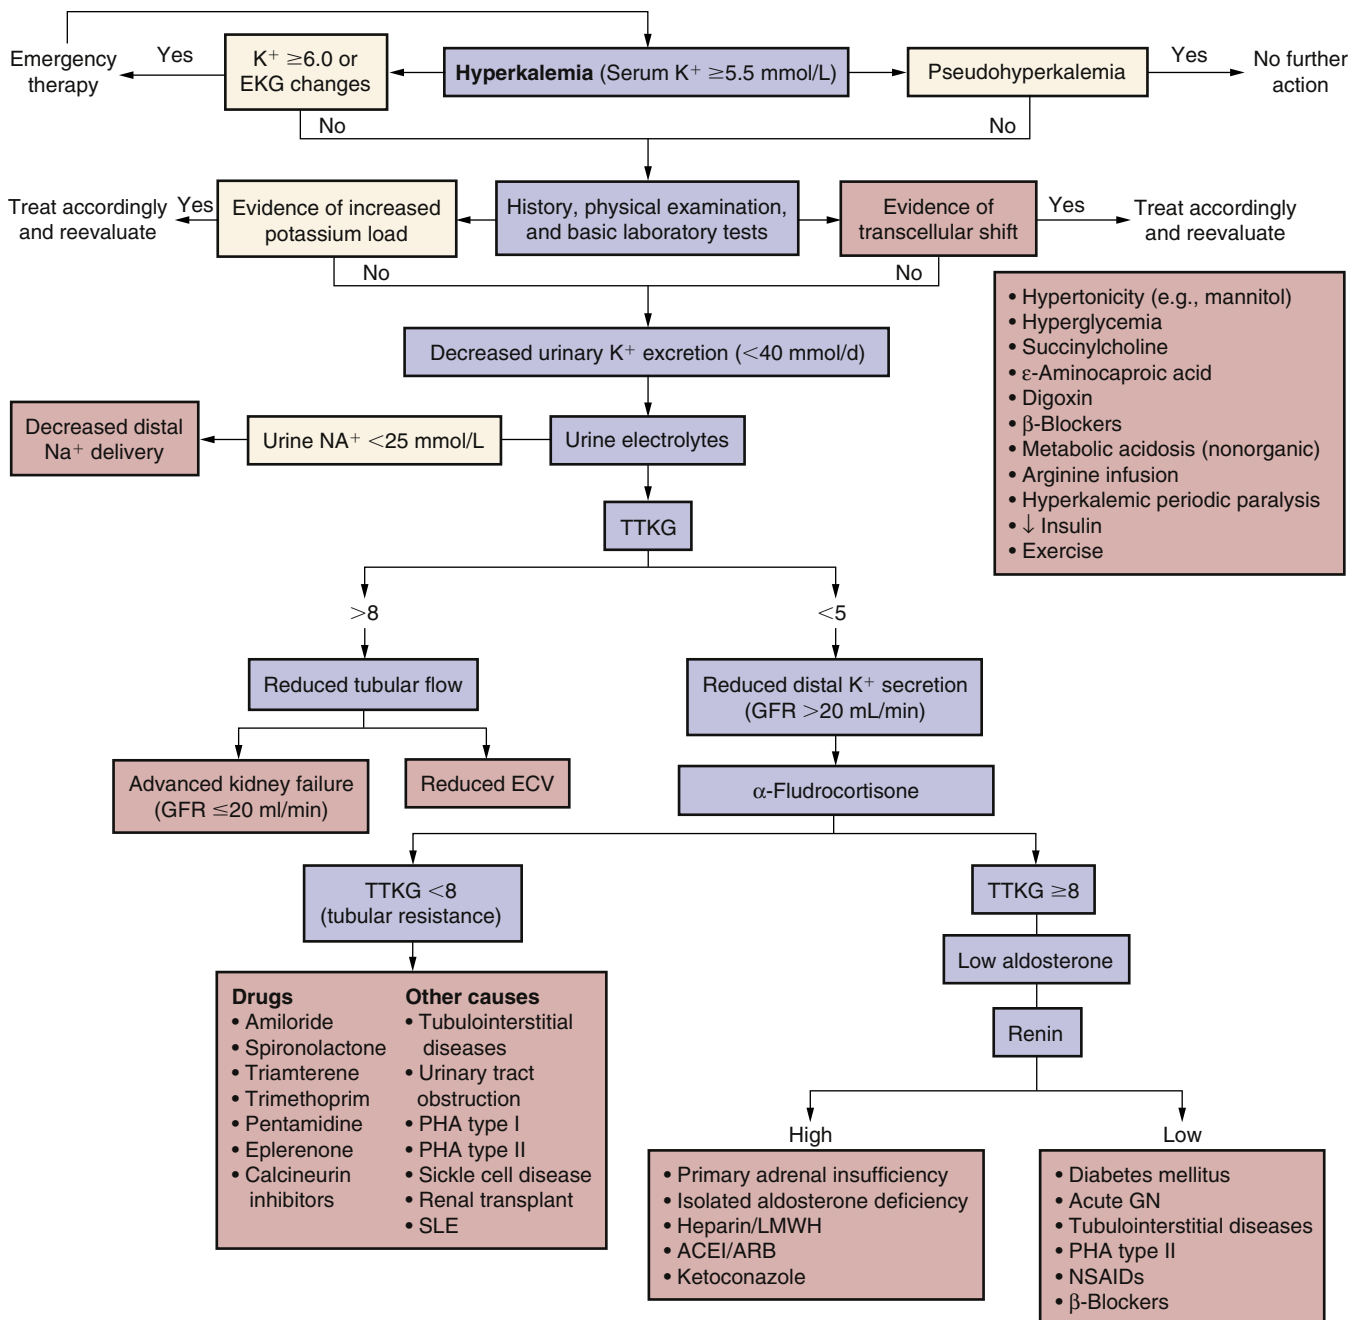 Emergency
therapy
Yes
K⁺ ≥6.0 or
EKG changes
Hyperkalemia (Serum K⁺ ≥5.5 mmol/L)
Pseudohyperkalemia
Yes
No further
action
No
No
Treat accordingly
and reevaluate
Yes
Evidence of increased
potassium load
History, physical examination,
and basic laboratory tests
Evidence of
transcellular shift
Yes
Treat accordingly
and reevaluate
No
No
• Hypertonicity (e.g., mannitol)
• Hyperglycemia
• Succinylcholine
• ε-Aminocaproic acid
• Digoxin
• β-Blockers
• Metabolic acidosis (nonorganic)
• Arginine infusion
• Hyperkalemic periodic paralysis
• ↓ Insulin
• Exercise
Decreased urinary K⁺ excretion (<40 mmol/d)
Decreased distal
Na⁺ delivery
Urine NA⁺ <25 mmol/L
Urine electrolytes
TTKG
>8
<5
Reduced tubular flow
Reduced distal K⁺ secretion
(GFR >20 mL/min)
Advanced kidney failure
(GFR ≤20 ml/min)
Reduced ECV
α-Fludrocortisone
TTKG <8
(tubular resistance)
TTKG ≥8
Low aldosterone
Renin
Drugs
• Amiloride
• Spironolactone
• Triamterene
• Trimethoprim
• Pentamidine
• Eplerenone
• Calcineurin
inhibitors
Other causes
• Tubulointerstitial
diseases
• Urinary tract
obstruction
• PHA type I
• PHA type II
• Sickle cell disease
• Renal transplant
• SLE
High
Low
• Primary adrenal insufficiency
• Isolated aldosterone deficiency
• Heparin/LMWH
• ACEI/ARB
• Ketoconazole
• Diabetes mellitus
• Acute GN
• Tubulointerstitial diseases
• PHA type II
• NSAIDs
• β-Blockers